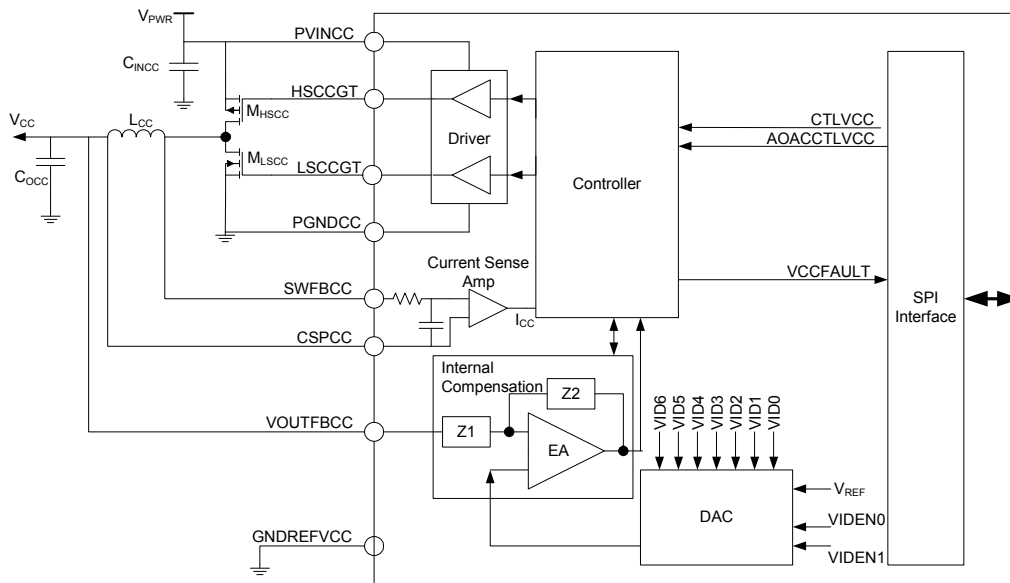 VPWR
PVINCC
CINCC
HSCCGT
MHSCC
Driver
VCC
LCC
MLSCC
LSCCGT
COCC
PGNDCC
Controller
CTLVCC
AOACCTLVCC
VCCFAULT
SPI
Interface
Current Sense
Amp
SWFBCC
ICC
CSPCC
Internal
Compensation
Z2
VOUTFBCC
Z1
EA
VID6
VID5
VID4
VID3
VID2
VID1
VID0
VREF
DAC
VIDEN0
VIDEN1
GNDREFVCC